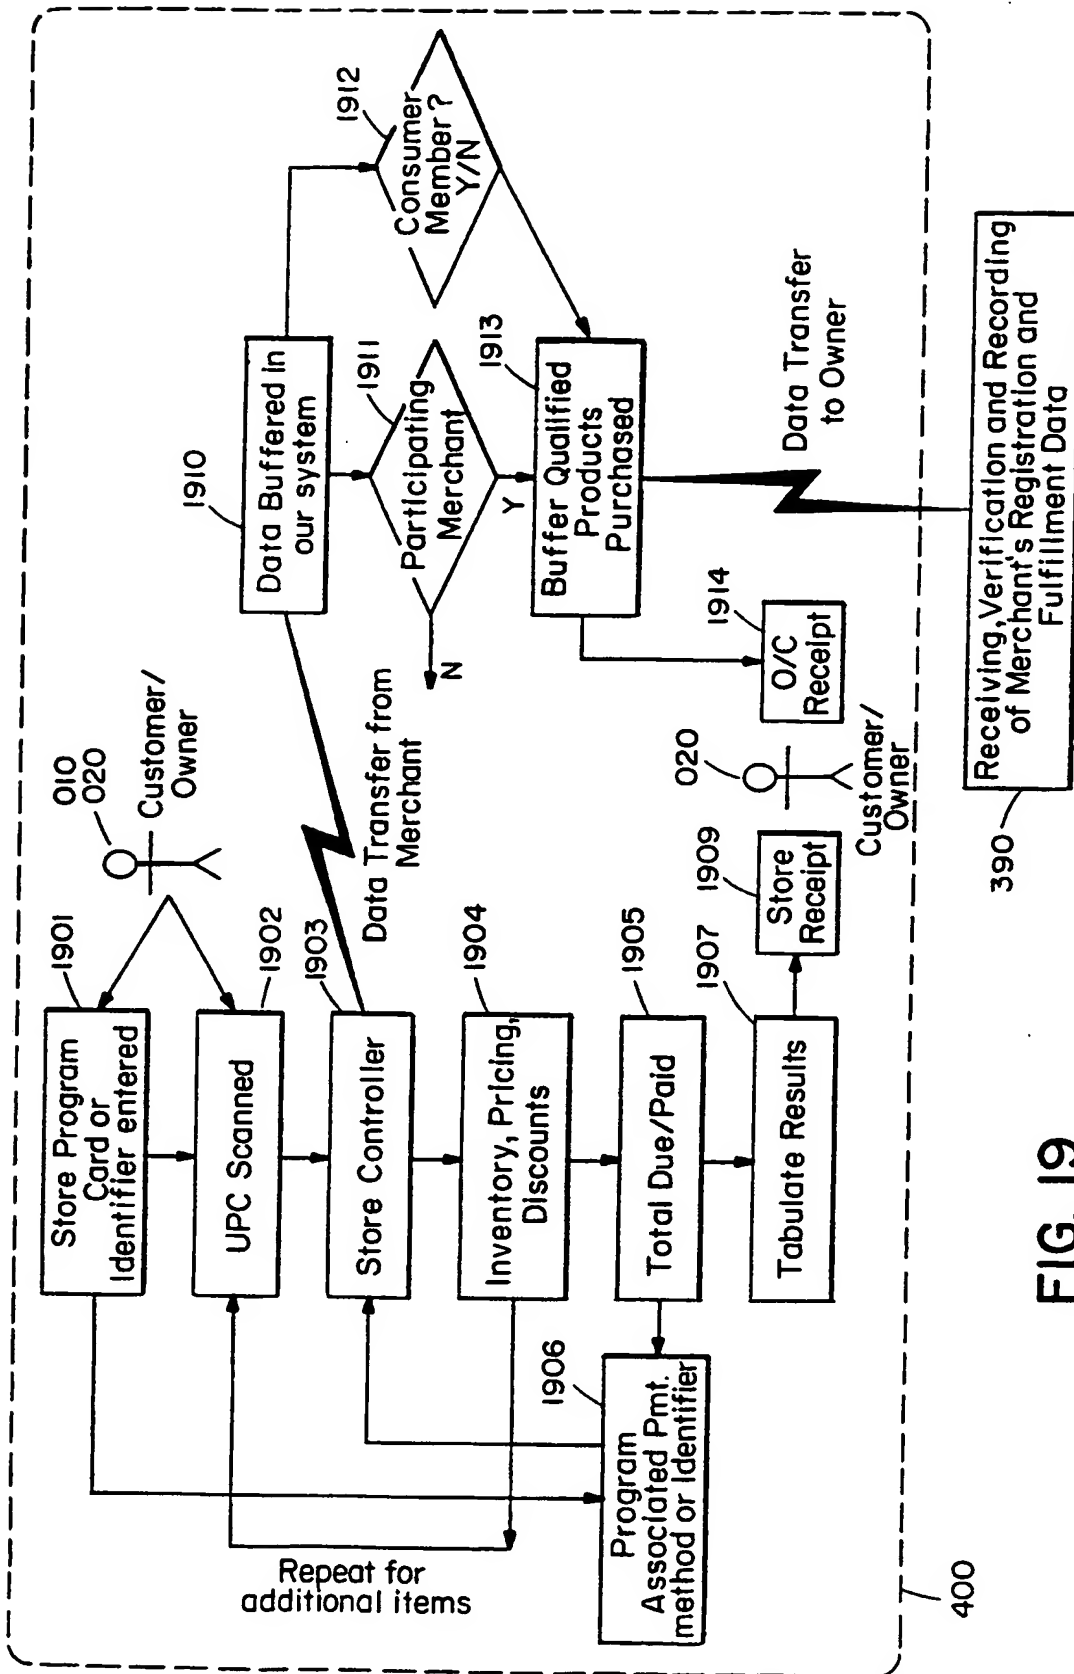 010
020
Customer/
Owner
1901
Store Program
Card or
Identifier entered
1902
UPC Scanned
1903
Store Controller
Data Transfer from
Merchant
1904
Inventory, Pricing,
Discounts
Repeat for
additional items
1905
Total Due/Paid
1906
Program
Associated Pmt.
method or Identifier
1907
Tabulate Results
1909
Store
Receipt
020
Customer/
Owner
1910
Data Buffered in
our system
1911
Participating
Merchant
N
Y
1912
Consumer
Member?
Y/N
1913
Buffer Qualified
Products
Purchased
1914
O/C
Receipt
Data Transfer
to Owner
400
390
Receiving, Verification and Recording
of Merchant's Registration and
Fulfillment Data
FIG. 19